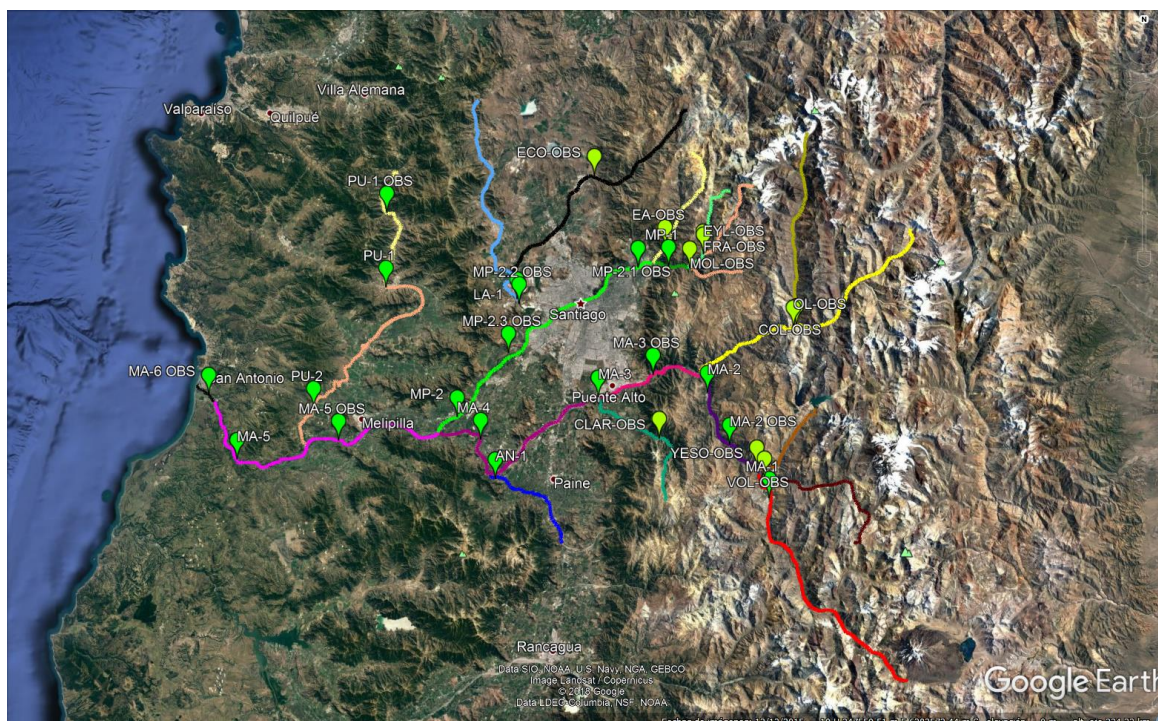 N
Villa Alemana
Valparaíso
Quilpué
ECO-OBS
PU-1 OBS
EA-OBS
MP-1
EYL-OBS
FRA-OBS
PU-1
MP-2.2 OBS
MP-2.1 OBS
MOL-OBS
LA-1
Santiago
OL-OBS
MP-2.3 OBS
COL-OBS
MA-3 OBS
MA-6 OBS
San Antonio
PU-2
MA-3
MA-2
MP-2
Puente Alto
MA-4
MA-5 OBS
Melipilla
CLAR-OBS
MA-2 OBS
MA-5
YESO-OBS
AN-1
MA-1
Paine
VOL-OBS
Rancagua
Data SIO, NOAA, U.S. Navy, NGA, GEBCO
Image Landsat / Copernicus
© 2018 Google
Data LDEO-Columbia, NSF, NOAA
Google Earth